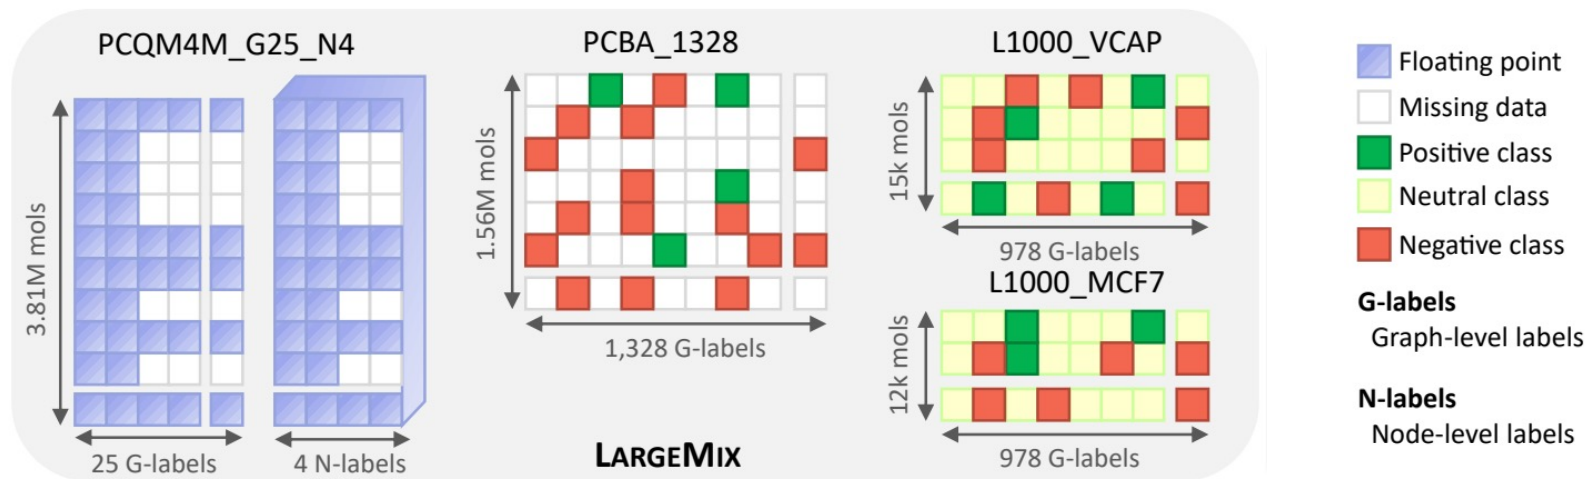 PCQM4M_G25_N4
3.81M mols
25 G-labels
4 N-labels
PCBA_1328
1.56M mols
1,328 G-labels
LARGEMIX
L1000_VCAP
15k mols
978 G-labels
L1000_MCF7
12k mols
978 G-labels
Floating point
Missing data
Positive class
Neutral class
Negative class
G-labels
Graph-level labels
N-labels
Node-level labels